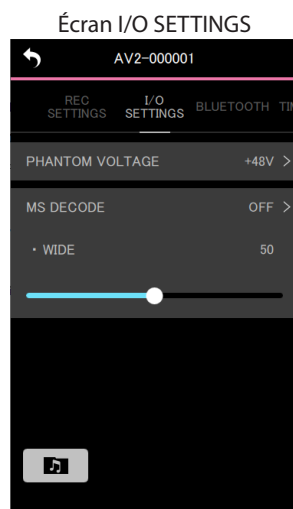 Écran I/O SETTINGS
AV2-000001
REC SETTINGS
I/O SETTINGS
BLUETOOTH
PHANTOM VOLTAGE +48V >
MS DECODE OFF >
・WIDE 50